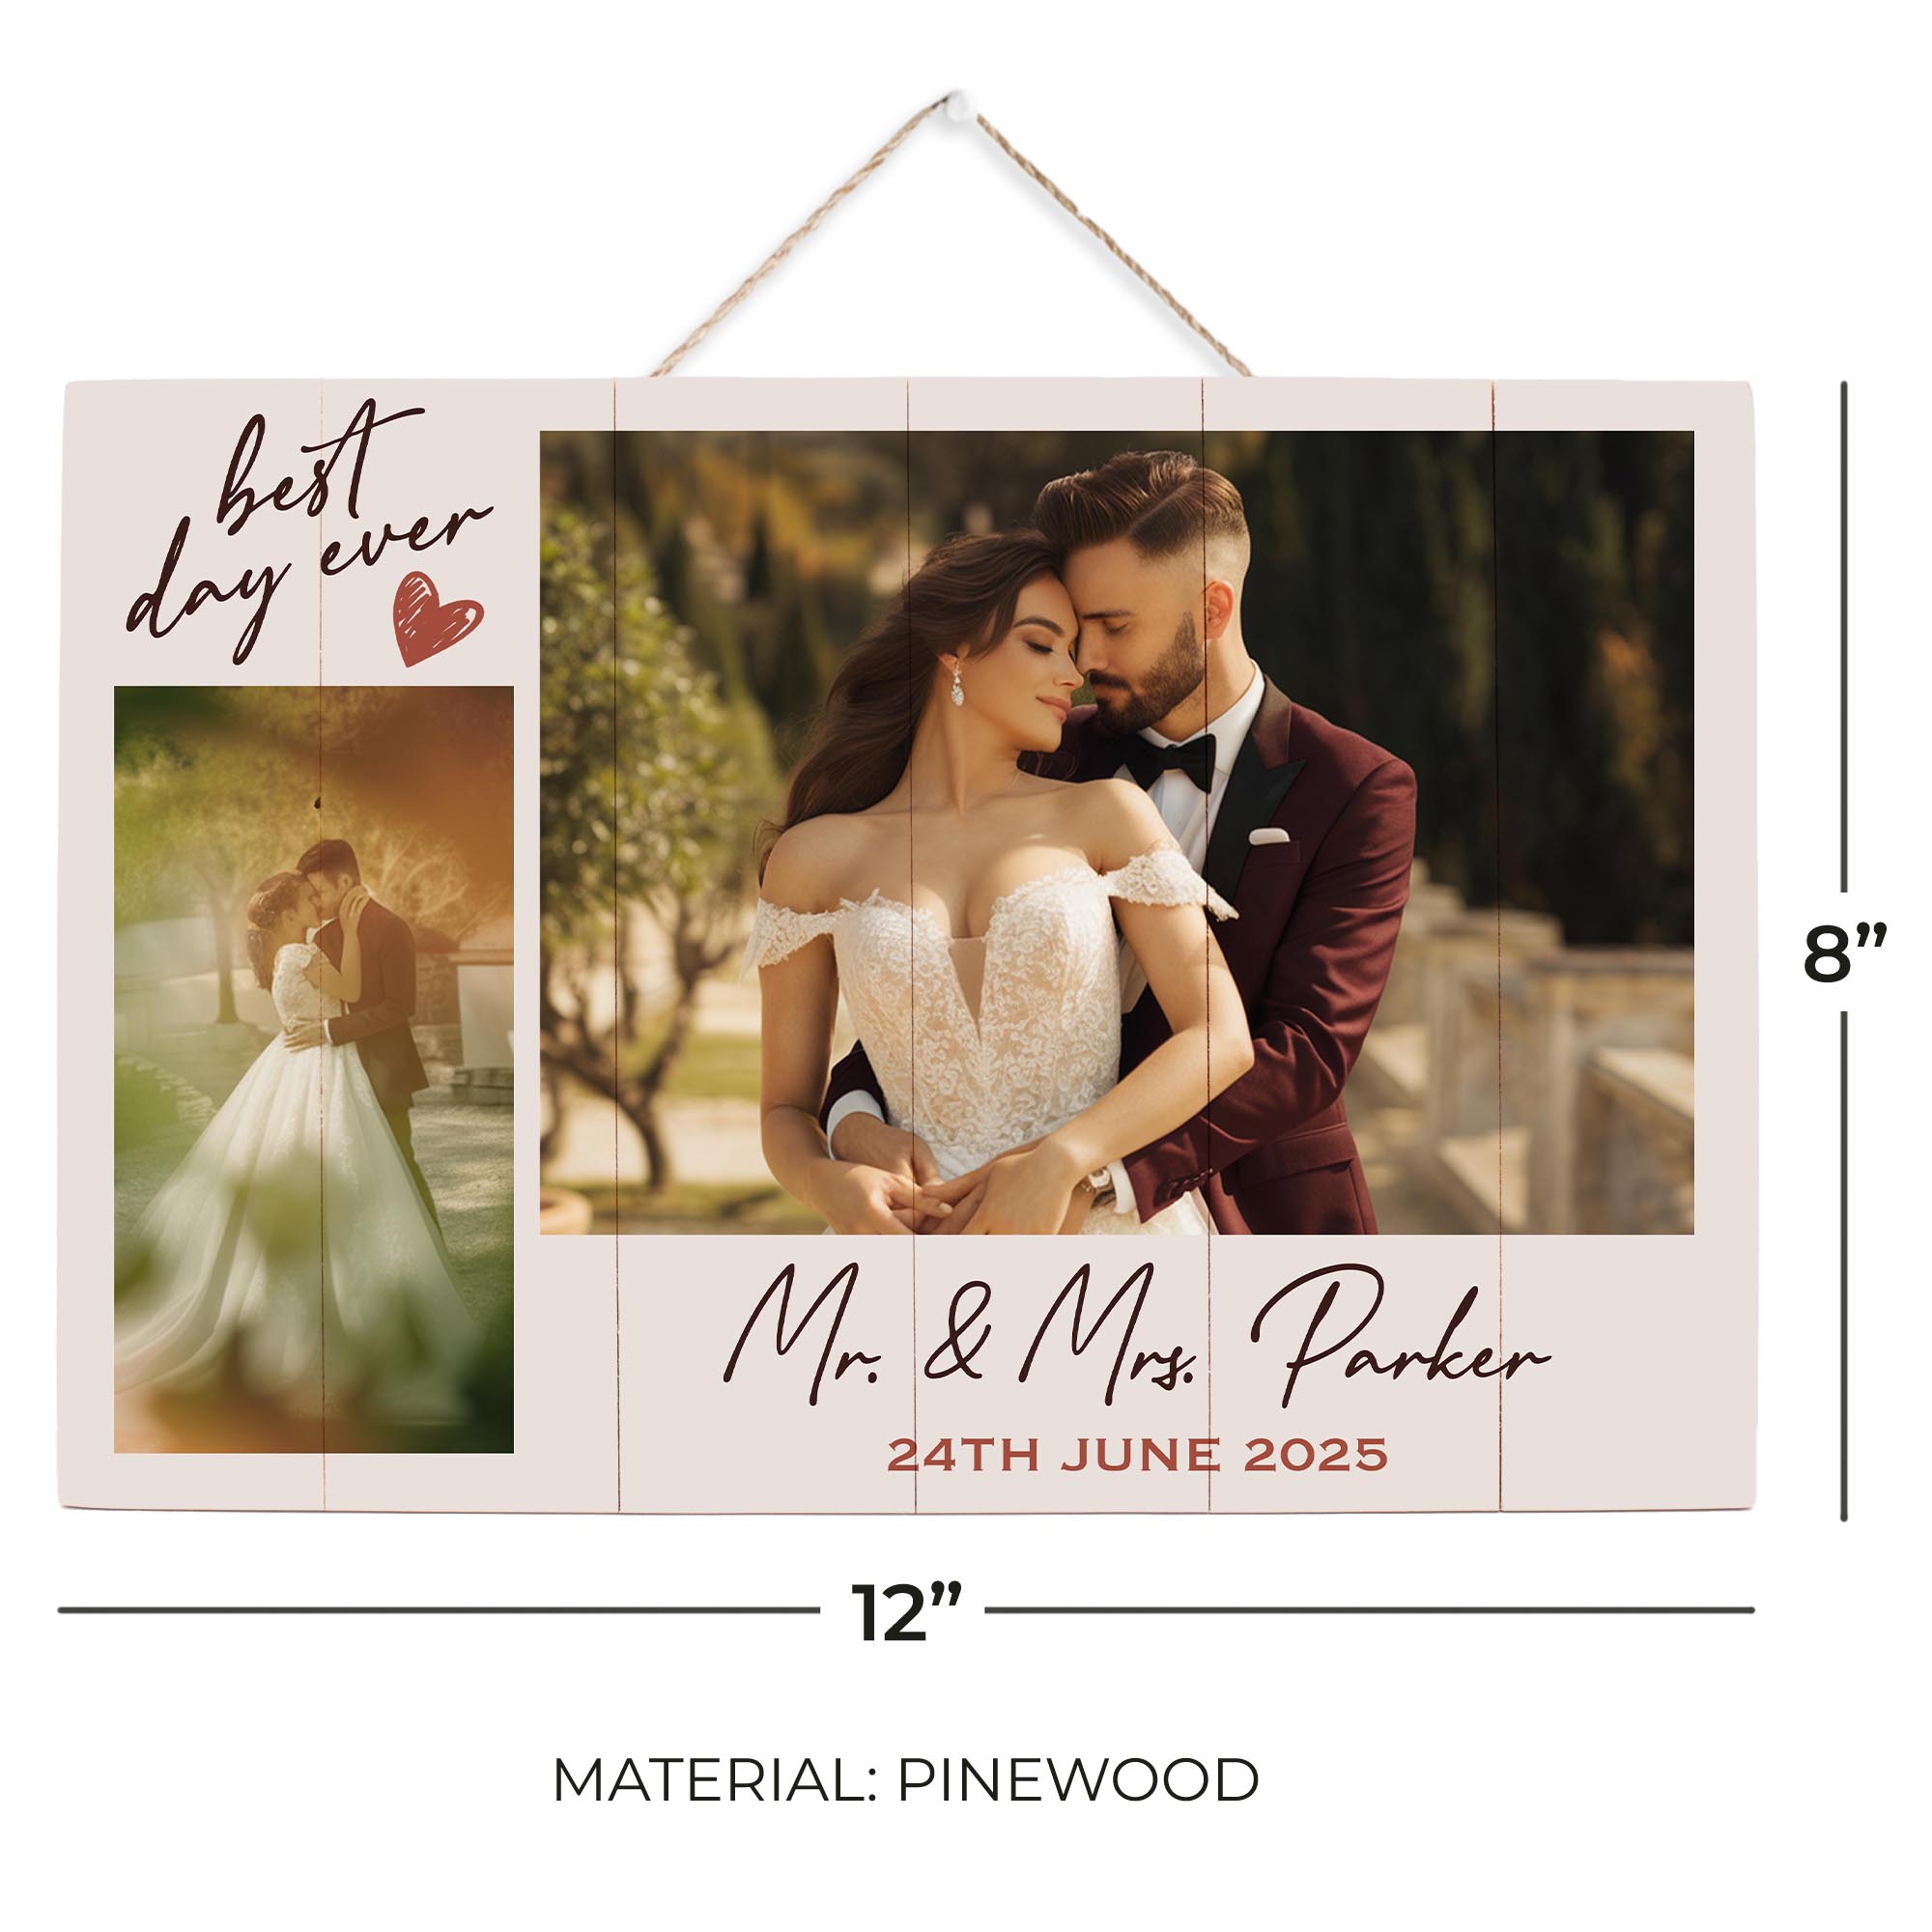 best
day ever
Mr. & Mrs. Parker
24TH JUNE 2025
8”
12”
MATERIAL: PINEWOOD